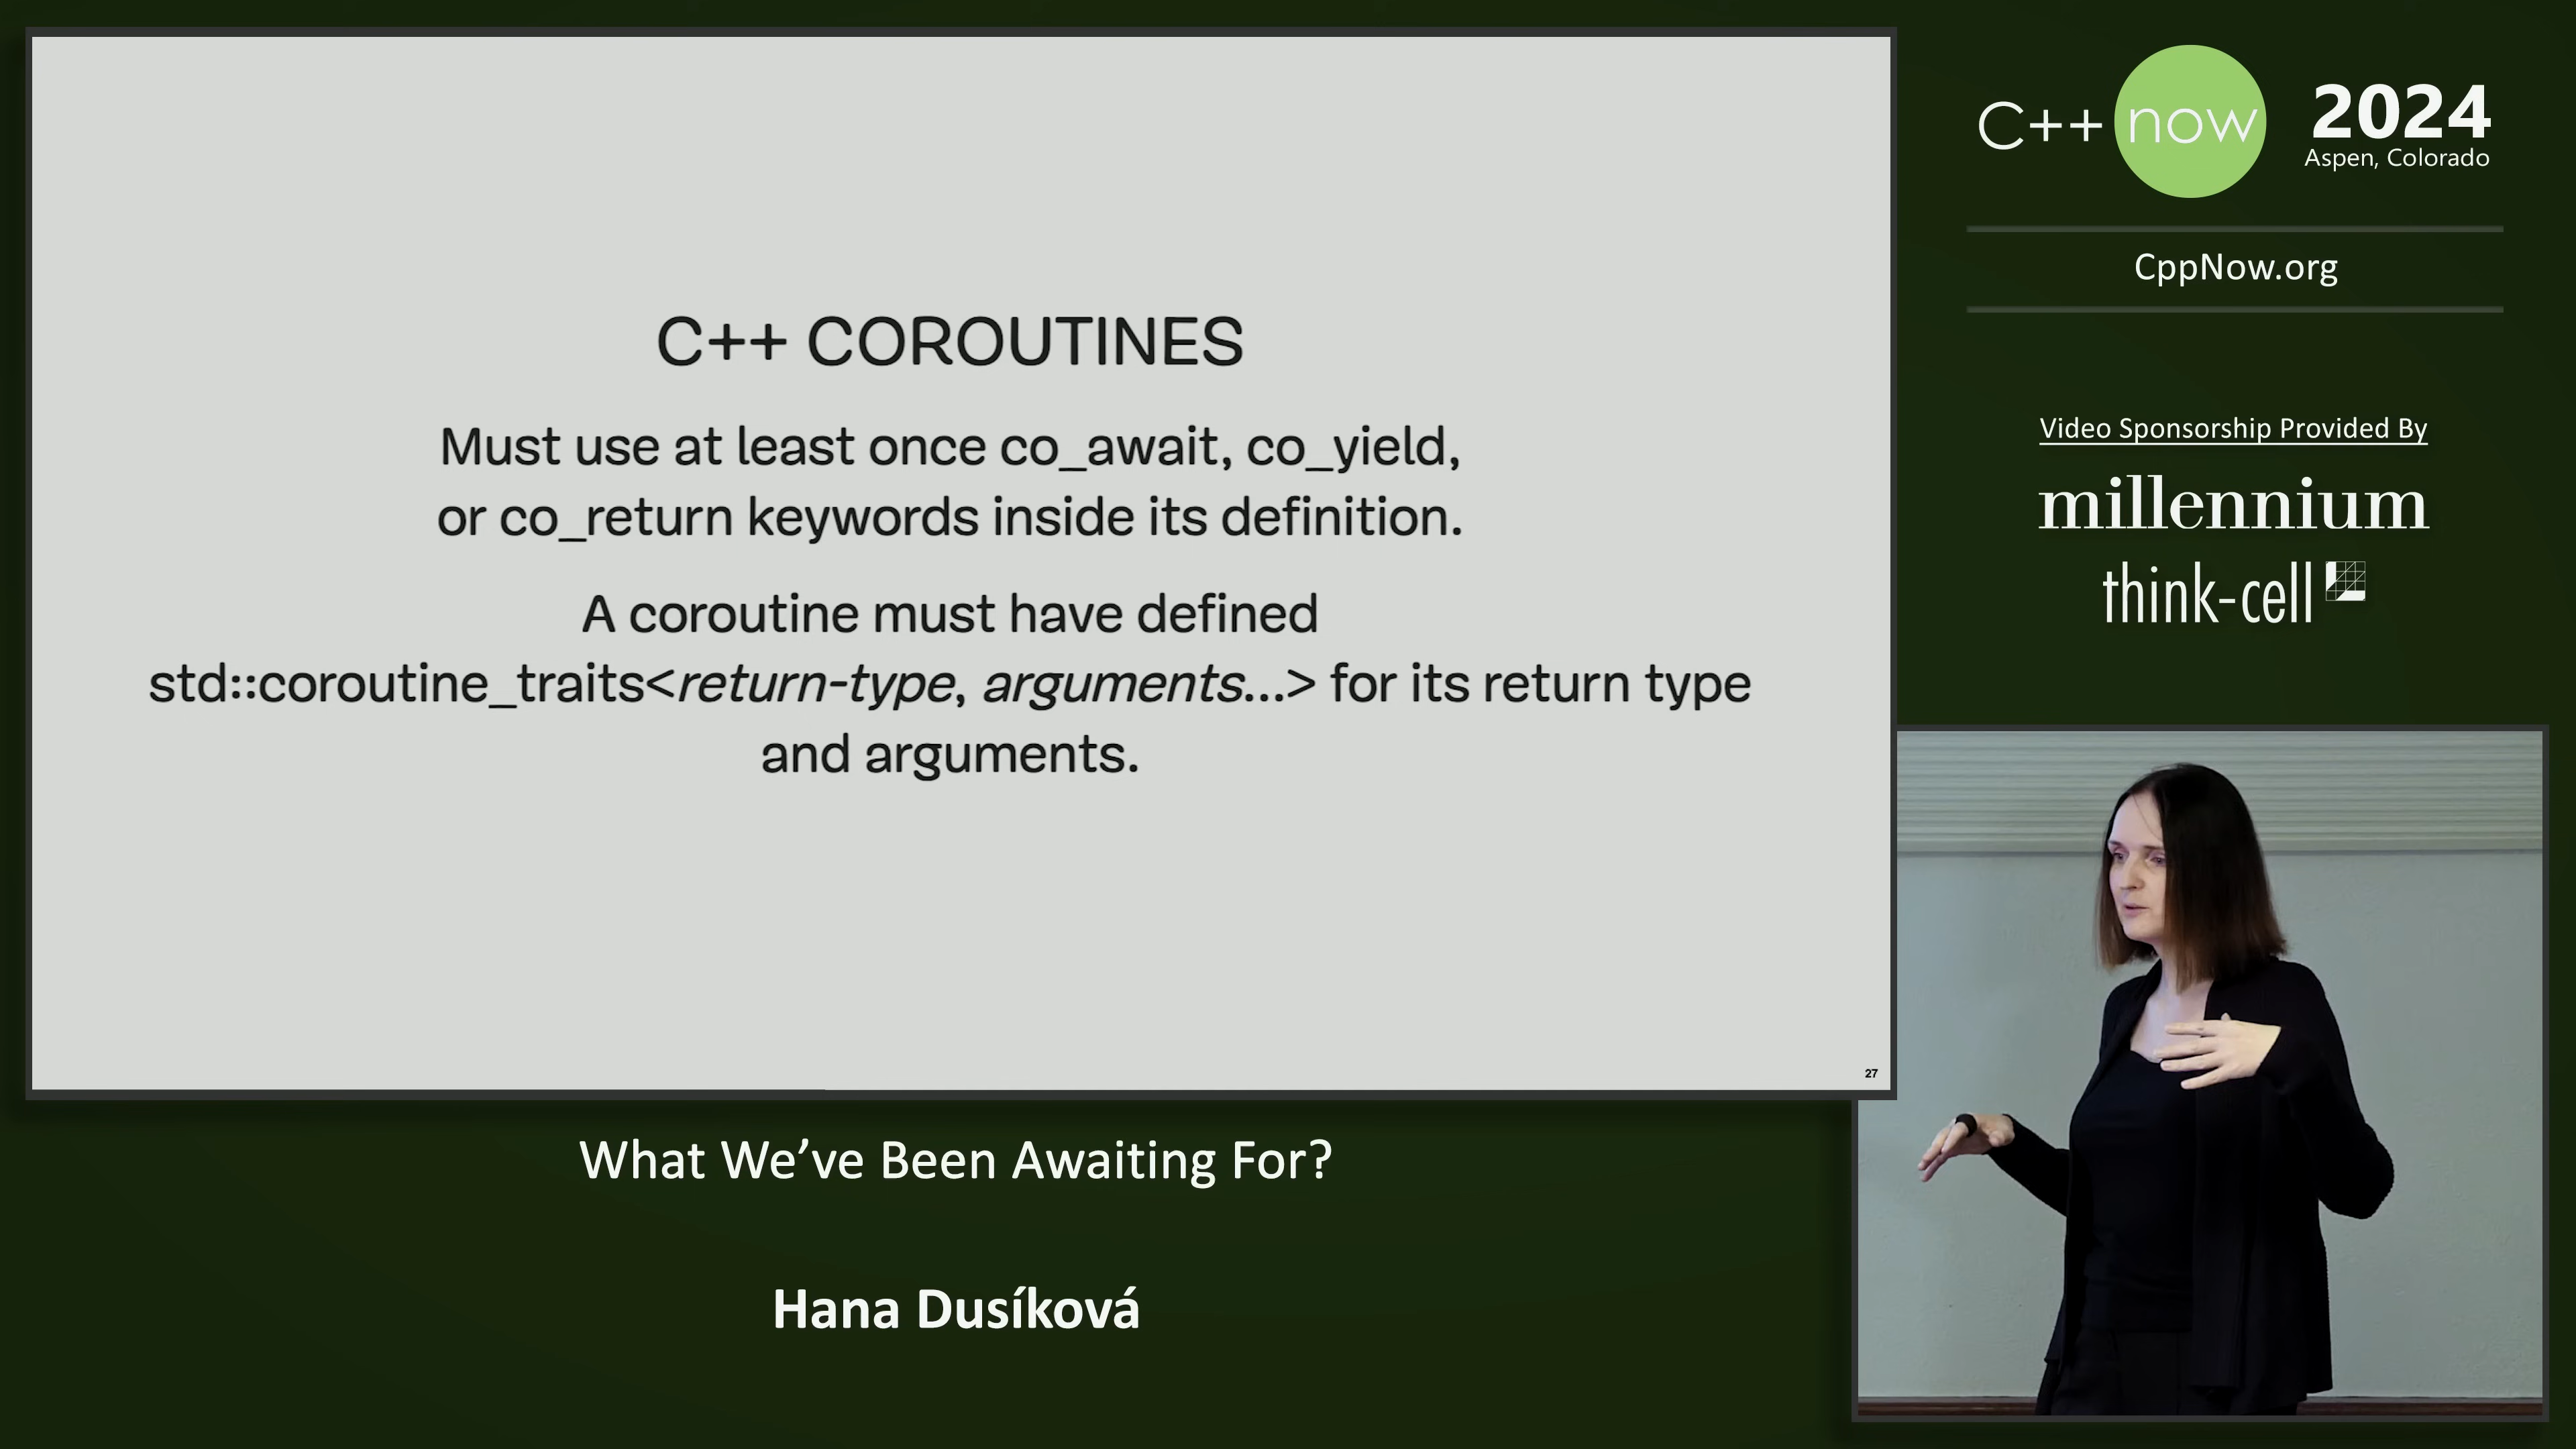 C++ COROUTINES
Must use at least once co_await, co_yield,
or co_return keywords inside its definition.
A coroutine must have defined
std::coroutine_traits<return-type, arguments...> for its return type
and arguments.
27
What We’ve Been Awaiting For?
Hana Dusíková
C++ now
2024
Aspen, Colorado
CppNow.org
Video Sponsorship Provided By
millennium
think-cell